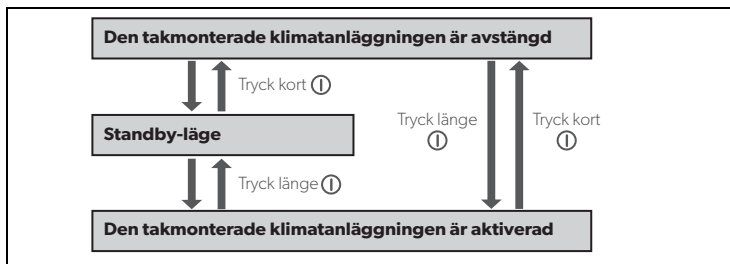 Den takmonterade klimatanläggningen är avstängd
Tryck kort
Standby-läge
Tryck länge
Tryck kort
Tryck länge
Den takmonterade klimatanläggningen är aktiverad